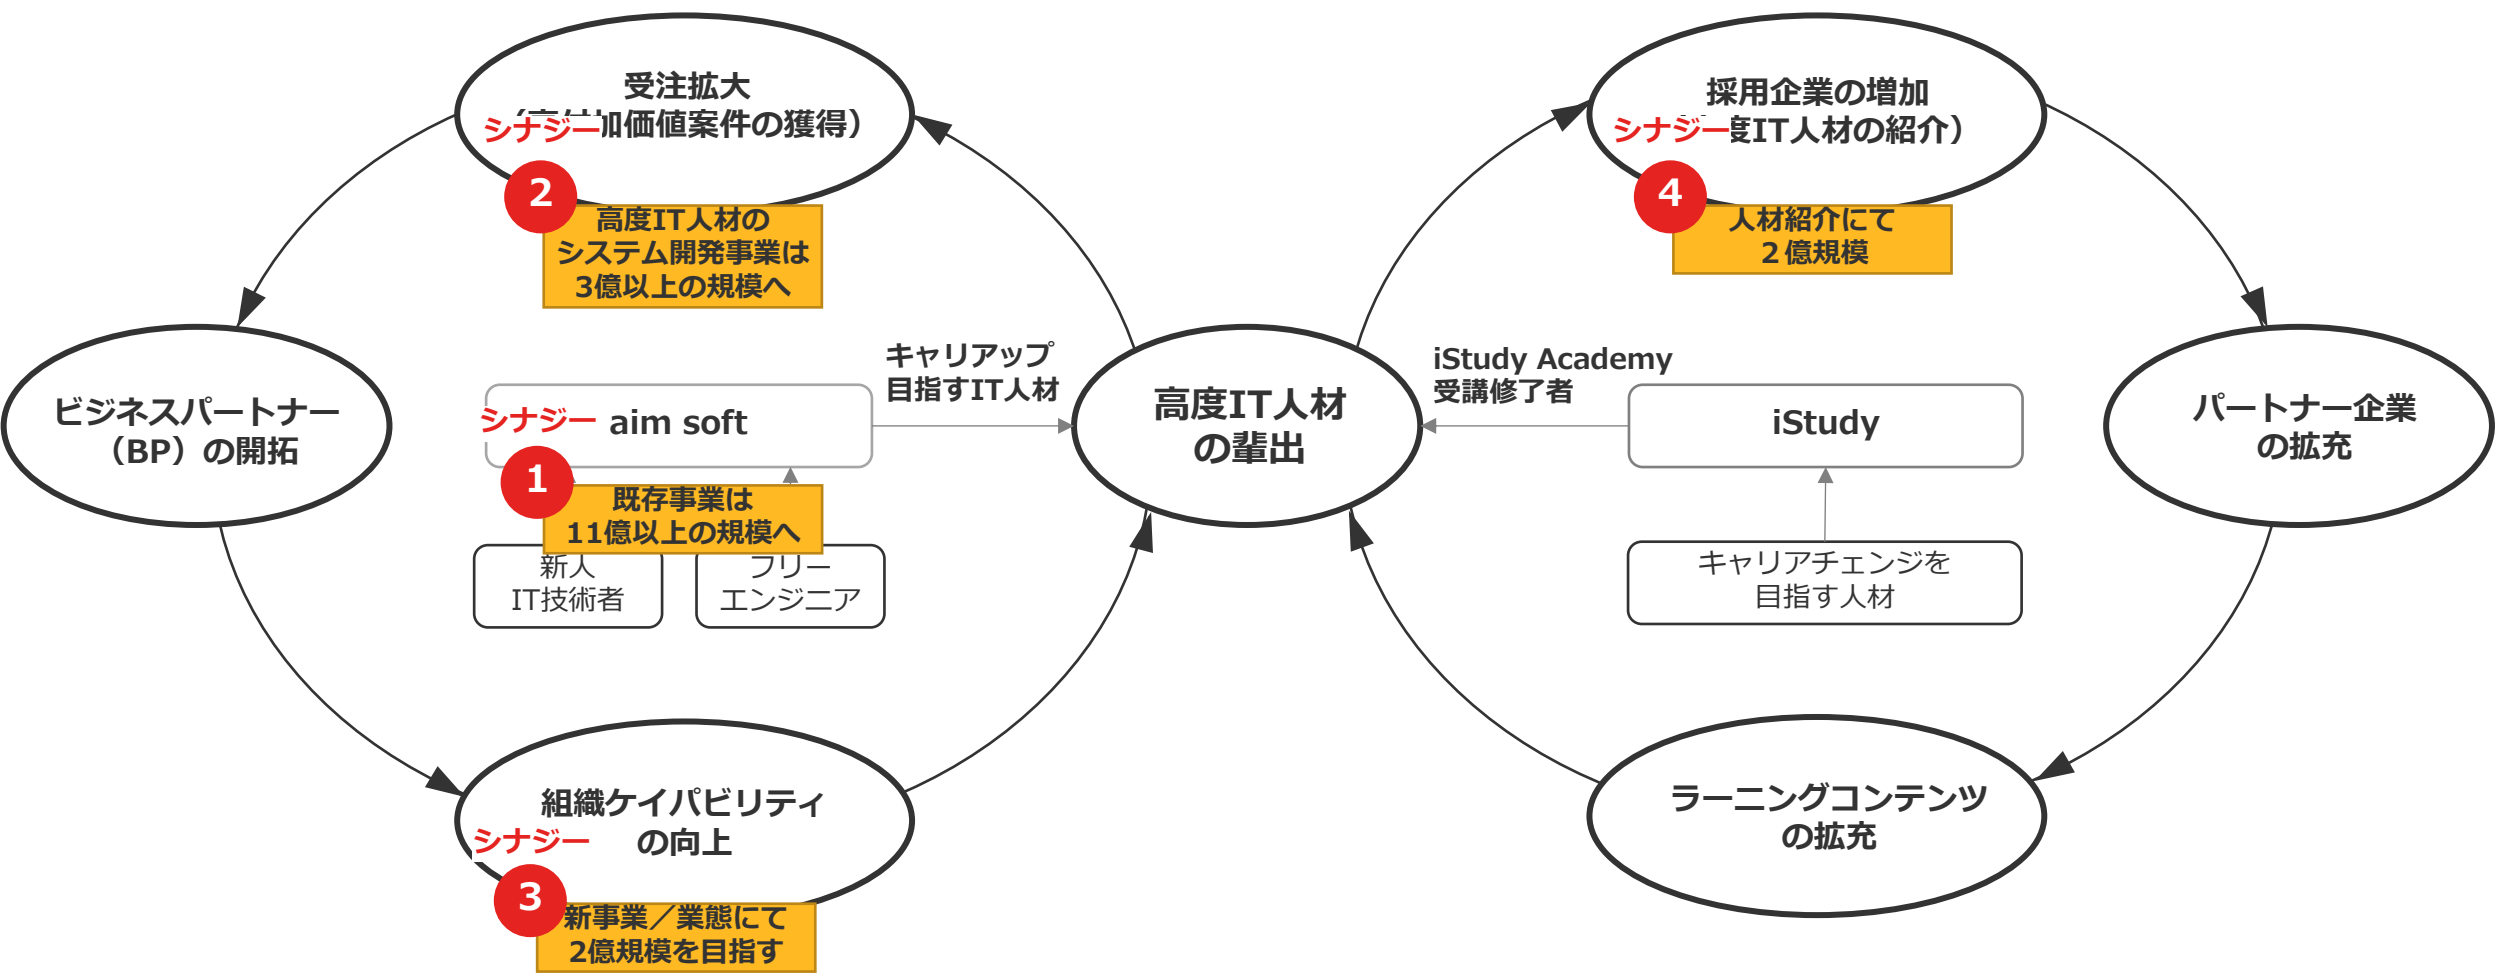 受注拡大
加価値案件の獲得）
シナジー
2
高度IT人材の
システム開発事業は
3億以上の規模へ
採用企業の増加
度IT人材の紹介）
シナジー
4
人材紹介にて
２億規模
ビジネスパートナー
（BP）の開拓
シナジー
aim soft
1
既存事業は
11億以上の規模へ
新人
IT技術者
フリー
エンジニア
キャリアップ
目指すIT人材
高度IT人材
の輩出
iStudy Academy
受講修了者
iStudy
キャリアチェンジを
目指す人材
パートナー企業
の拡充
組織ケイパビリティ
の向上
シナジー
3
新事業／業態にて
2億規模を目指す
ラーニングコンテンツ
の拡充